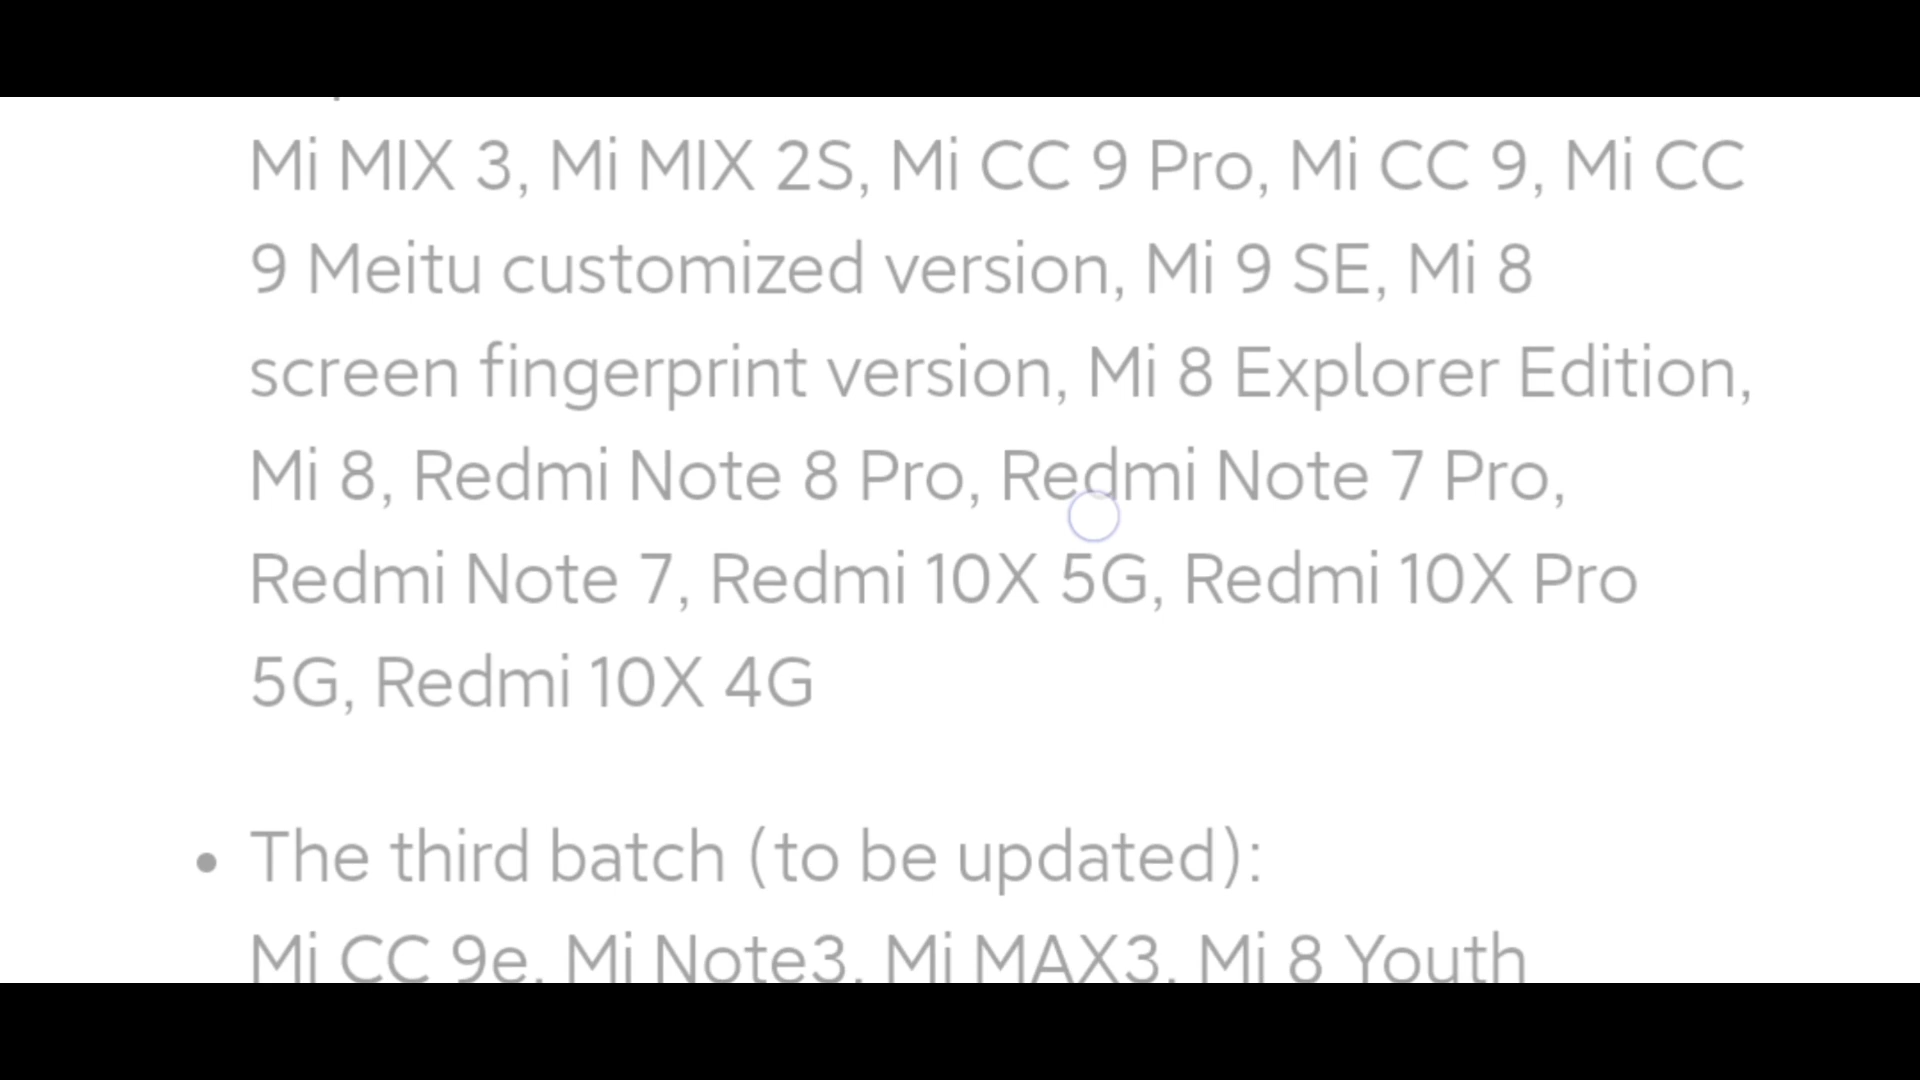 Mi MIX 3, Mi MIX 2S, Mi CC 9 Pro, Mi CC 9, Mi CC
9 Meitu customized version, Mi 9 SE, Mi 8
screen fingerprint version, Mi 8 Explorer Edition,
Mi 8, Redmi Note 8 Pro, Redmi Note 7 Pro,
Redmi Note 7, Redmi 10X 5G, Redmi 10X Pro
5G, Redmi 10X 4G
• The third batch (to be updated):
Mi CC 9e, Mi Note3, Mi MAX3, Mi 8 Youth